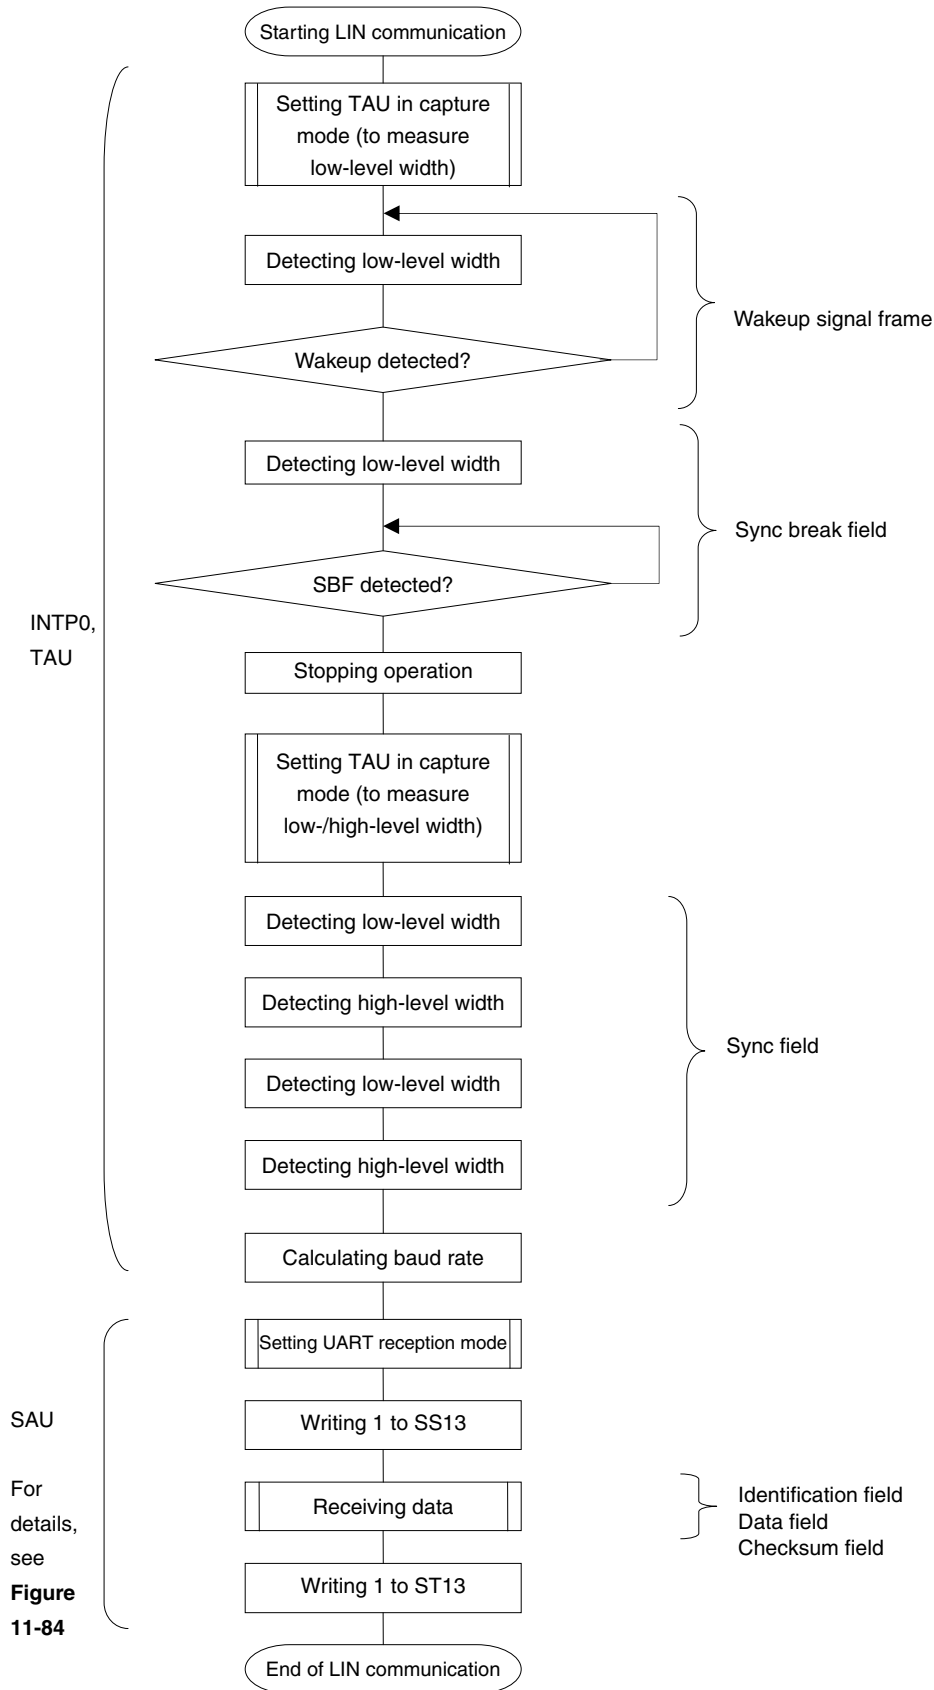 Starting LIN communication
Setting TAU in capture
mode (to measure
low-level width)
Detecting low-level width
Wakeup signal frame
Wakeup detected?
Detecting low-level width
Sync break field
SBF detected?
INTP0,
TAU
Stopping operation
Setting TAU in capture
mode (to measure
low-/high-level width)
Detecting low-level width
Detecting high-level width
Sync field
Detecting low-level width
Detecting high-level width
Calculating baud rate
Setting UART reception mode
SAU
Writing 1 to SS13
For
details,
see
Figure
11-84
Receiving data
Identification field
Data field
Checksum field
Writing 1 to ST13
End of LIN communication